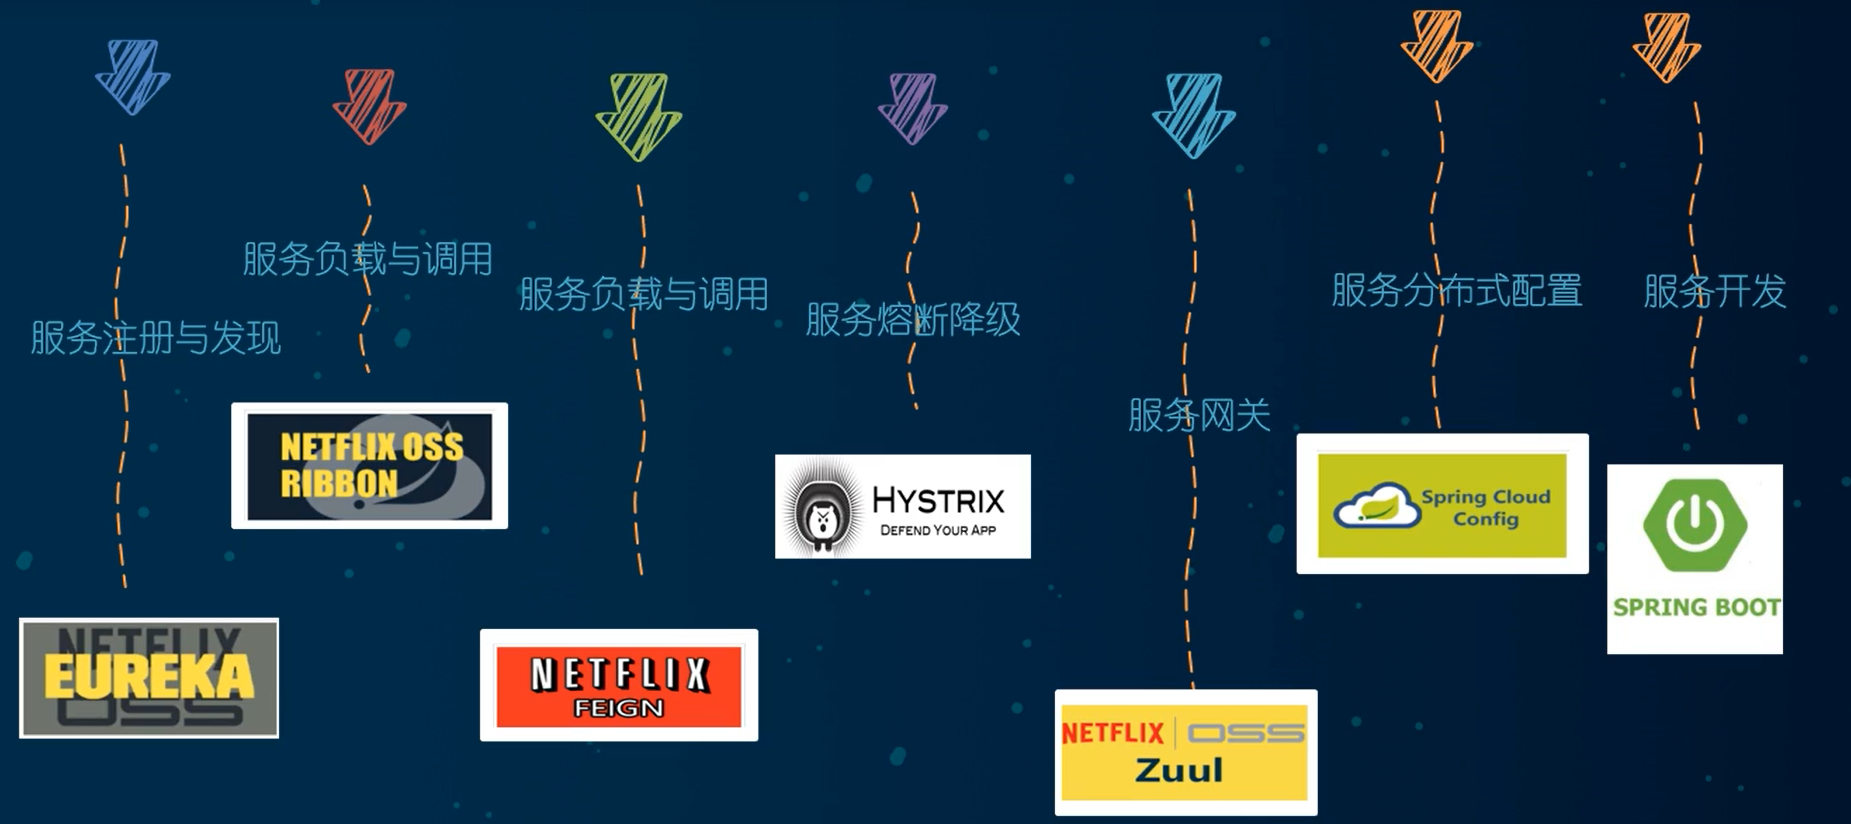 服务注册与发现
NETFLIX
EUREKA
OSS
服务负载与调用
NETFLIX OSS
RIBBON
服务负载与调用
NETFLIX
FEIGN
服务熔断降级
HYSTRIX
DEFEND YOUR APP
服务网关
NETFLIX | OSS
Zuul
服务分布式配置
Spring Cloud
Config
服务开发
SPRING BOOT